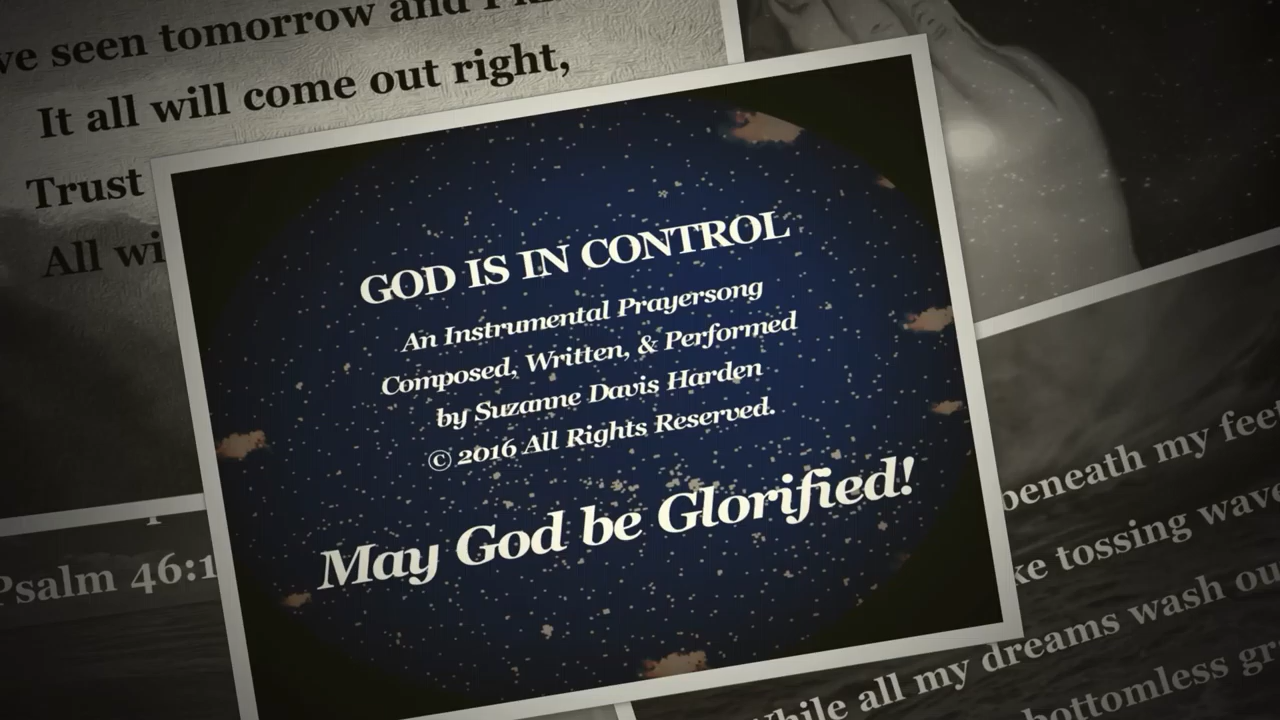 ve seen tomorrow and I
It all will come out right,
Trust
All wi
GOD IS IN CONTROL
An Instrumental Prayersong
Composed, Written, & Performed
by Suzanne Davis Harden
© 2016 All Rights Reserved.
May God be Glorified!
Psalm 46:1
beneath my feet
ke tossing wave
While all my dreams wash ou
bottomless gr